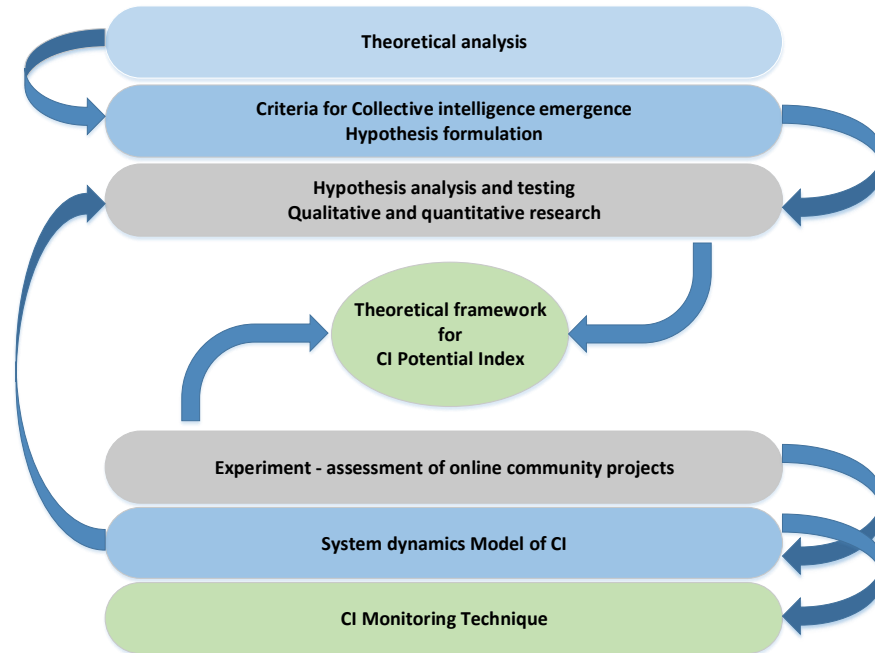 Theoretical analysis
Criteria for Collective intelligence emergence
Hypothesis formulation
Hypothesis analysis and testing
Qualitative and quantitative research
Theoretical framework
for
CI Potential Index
Experiment - assessment of online community projects
System dynamics Model of CI
CI Monitoring Technique